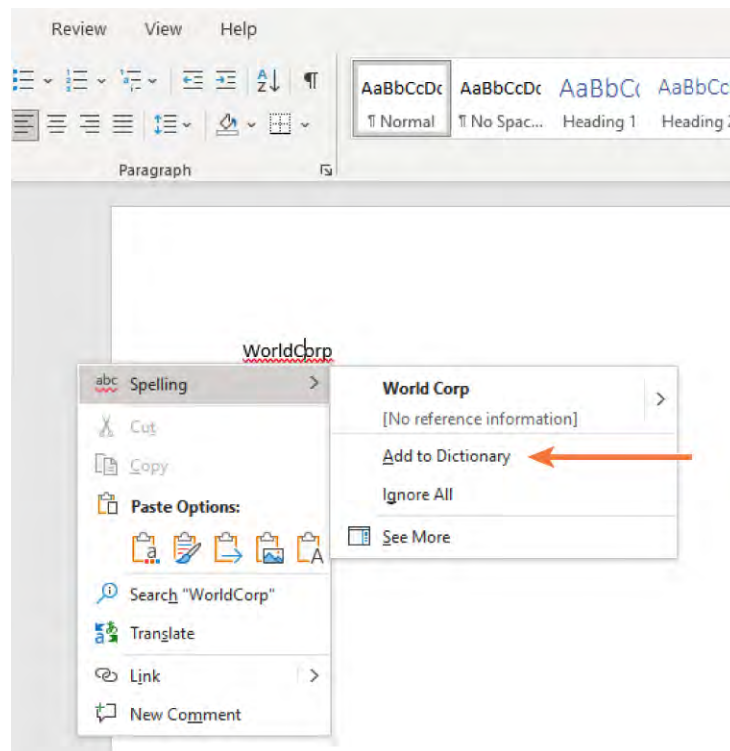 Review View Help
AaBbCcDc AaBbCcDc AaBbC( AaBbCc
¶ Normal ¶ No Spac... Heading 1 Heading 2
Paragraph
WorldCorp
abc Spelling
World Corp
[No reference information]
Cut
Copy
Add to Dictionary
Ignore All
Paste Options:
See More
Search "WorldCorp"
Translate
Link
New Comment